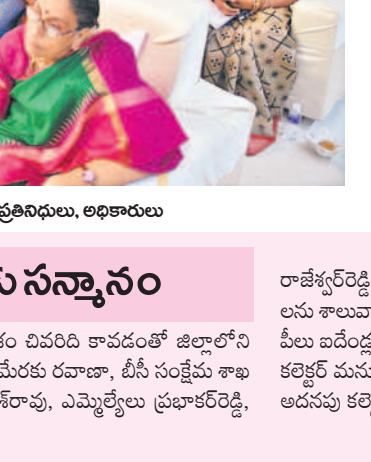 ప్రతినిధులు, అధికారులు
కు సన్మానం
శం చివరిది కావడంతో జిల్లాలోని
మేరకు రవాణా, బీసీ సంక్షేమ శాఖ
శ్‌రావు, ఎమ్మెల్యేలు ప్రభాకర్‌రెడ్డి,
రాజేశ్వర్‌రెడ్డి
లను శాలువా
పీలు ఐదేండ్ల
కలెక్టర్ మను
అదనపు కలె